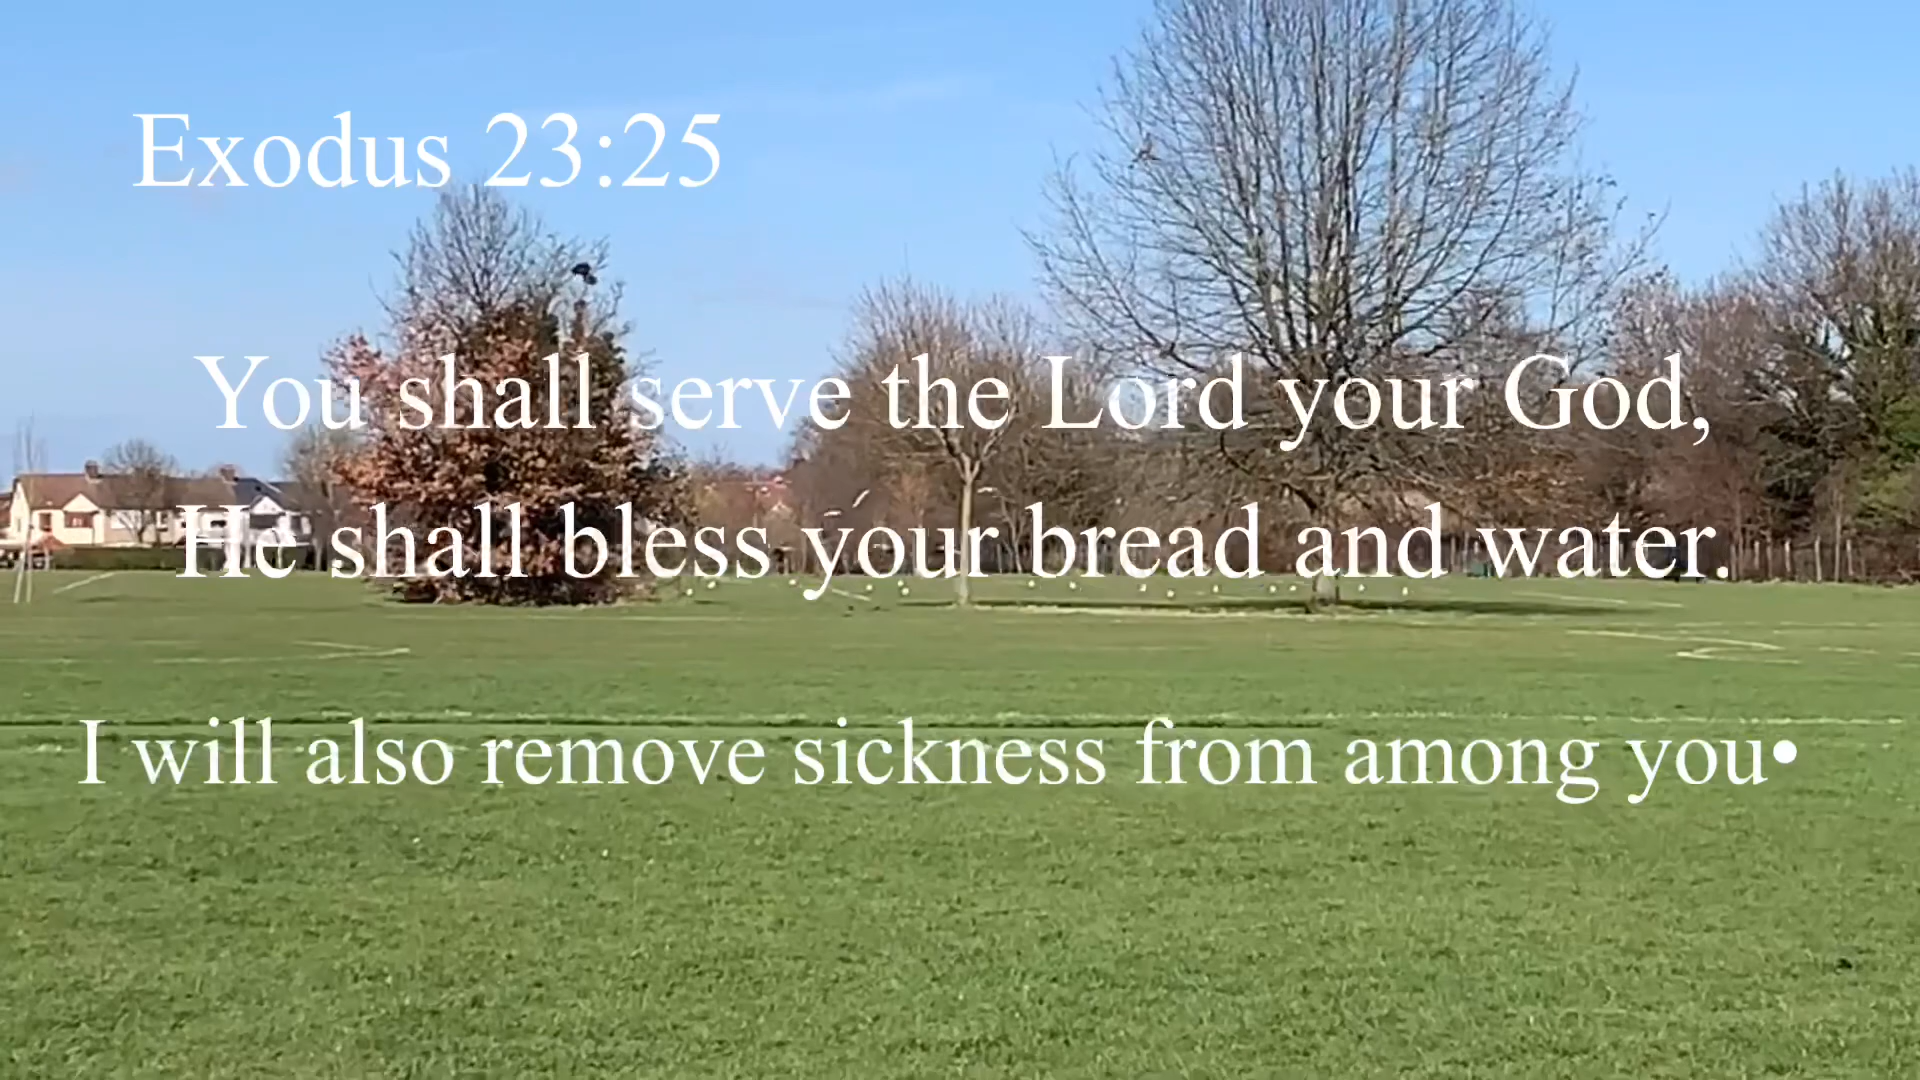 Exodus 23:25
You shall serve the Lord your God,
He shall bless your bread and water.
I will also remove sickness from among you•